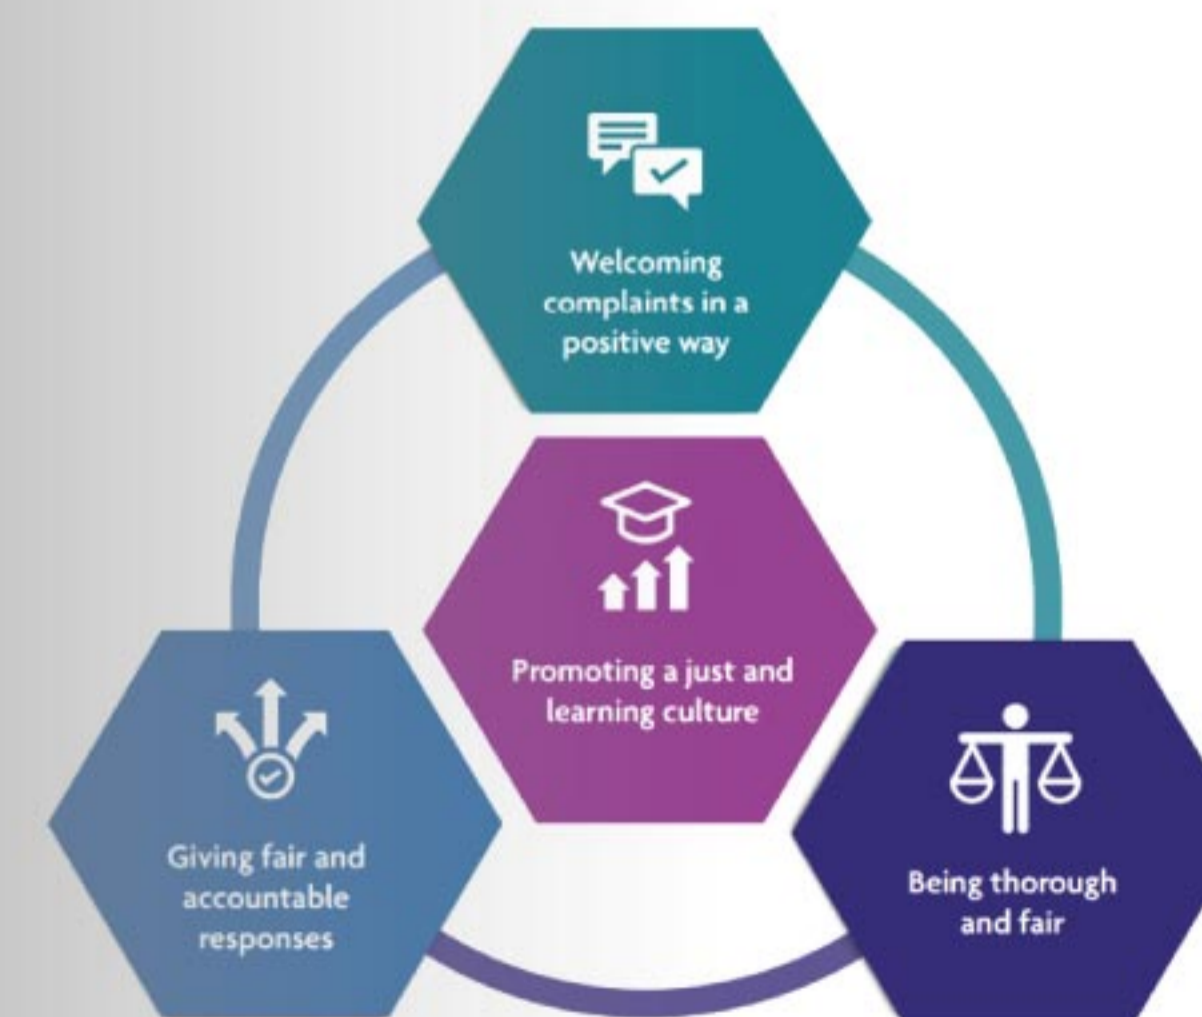 Welcoming
complaints in a
positive way
Promoting a just and
learning culture
Giving fair and
accountable
responses
Being thorough
and fair